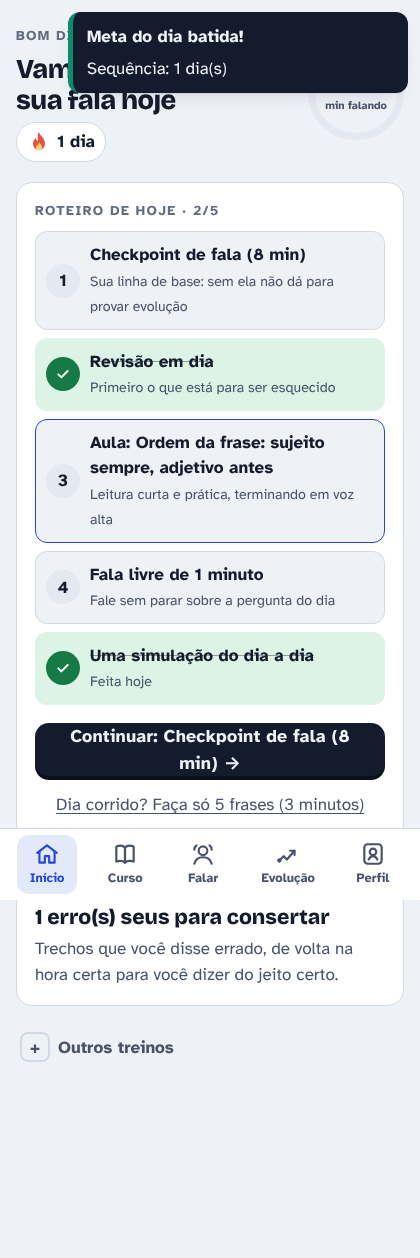 BOM D
Meta do dia batida!
Sequência: 1 dia(s)
Vam
sua fala hoje
min falando
1 dia
ROTEIRO DE HOJE · 2/5
1
Checkpoint de fala (8 min)
Sua linha de base: sem ela não dá para
provar evolução
Revisão em dia
Primeiro o que está para ser esquecido
3
Aula: Ordem da frase: sujeito
sempre, adjetivo antes
Leitura curta e prática, terminando em voz
alta
4
Fala livre de 1 minuto
Fale sem parar sobre a pergunta do dia
Uma simulação do dia a dia
Feita hoje
Continuar: Checkpoint de fala (8
min) →
Dia corrido? Faça só 5 frases (3 minutos)
Início
Curso
Falar
Evolução
Perfil
1 erro(s) seus para consertar
Trechos que você disse errado, de volta na
hora certa para você dizer do jeito certo.
+ Outros treinos